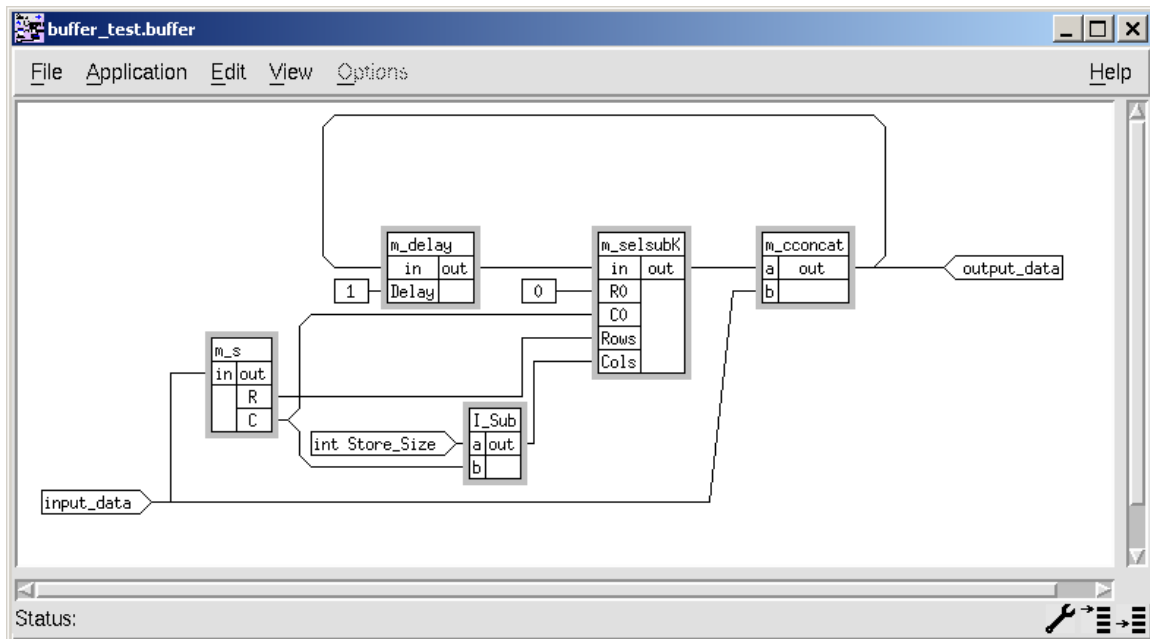 buffer_test.buffer
File Application Edit View Options Help
m_delay
in out
1 Delay
m_selsubK
in out
0 R0
C0
Rows
Cols
m_cconcat
a out
b
output_data
m_s
in out
R
C
I_Sub
int Store_Size a out
b
input_data
Status: